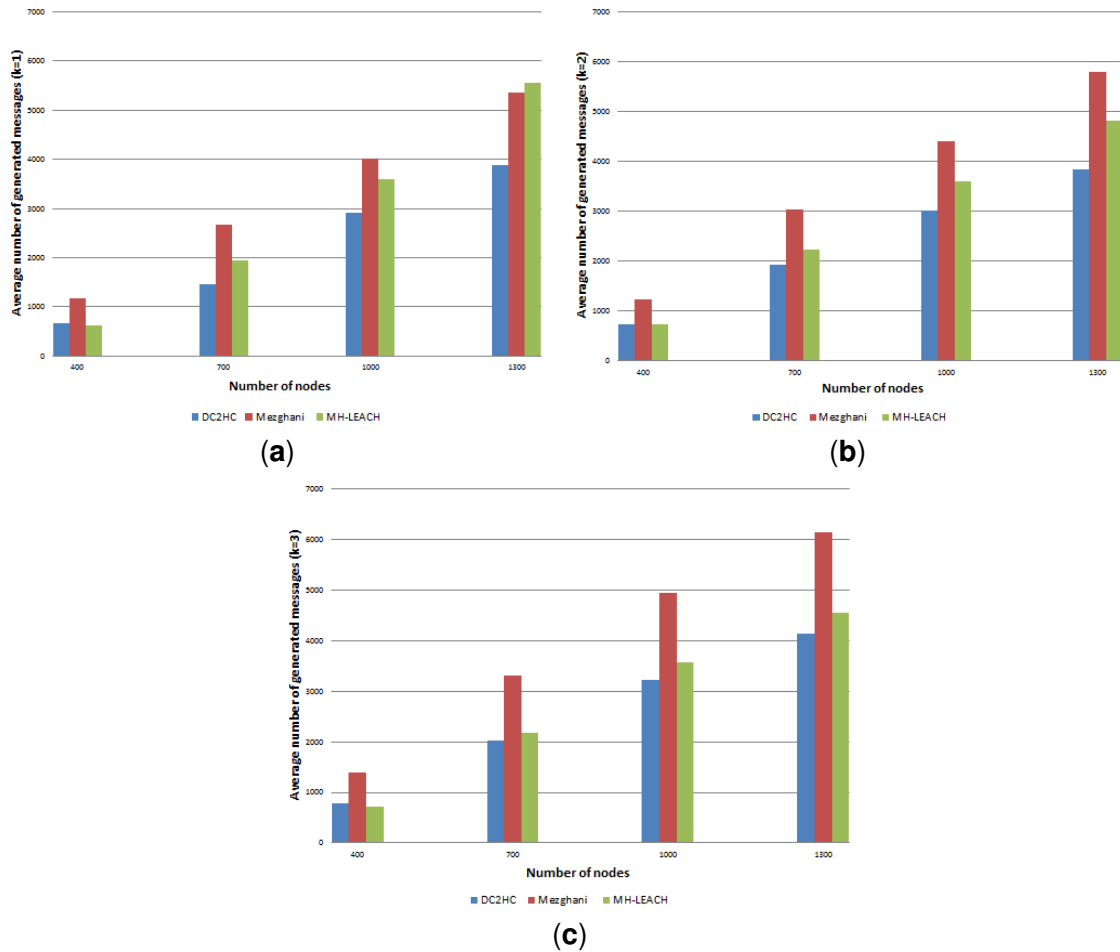 Average number of generated messages (k=1)
7000
6000
5000
4000
3000
2000
1000
0
400 700 1000 1300
Number of nodes
DC2HC Mezghani MH-LEACH
(a)
Average number of generated messages (k=2)
7000
6000
5000
4000
3000
2000
1000
0
400 700 1000 1300
Number of nodes
DC2HC Mezghani MH-LEACH
(b)
Average number of generated messages (k=3)
7000
6000
5000
4000
3000
2000
1000
0
400 700 1000 1300
Number of nodes
DC2HC Mezghani MH-LEACH
(c)